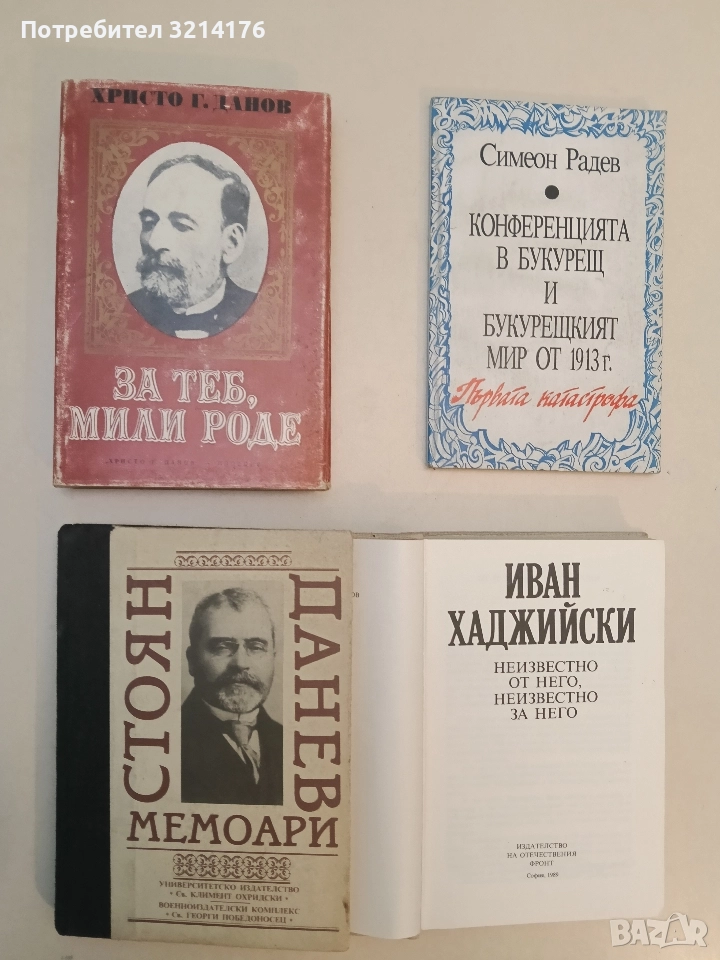 Потребител 3214176
ХРИСТО Г. ДАНОВ
ЗА ТЕБ,
МИЛИ РОДЕ
Симеон Радев
КОНФЕРЕНЦИЯТА
В БУКУРЕЩ
И
БУКУРЕЩКИЯТ
МИР ОТ 1913 г.
Първата катастрофа
СТОЯН
ДАНЕВ
МЕМОАРИ
УНИВЕРСИТЕТСКО ИЗДАТЕЛСТВО
• Св. КЛИМЕНТ ОХРИДСКИ •
ВОЕННОИЗДАТЕЛСКИ КОМПЛЕКС
• Св. ГЕОРГИ ПОБЕДОНОСЕЦ •
ИВАН
ХАДЖИЙСКИ
НЕИЗВЕСТНО
ОТ НЕГО,
НЕИЗВЕСТНО
ЗА НЕГО
ИЗДАТЕЛСТВО
НА ОТЕЧЕСТВЕНИЯ
ФРОНТ
София, 1989
BAZAR